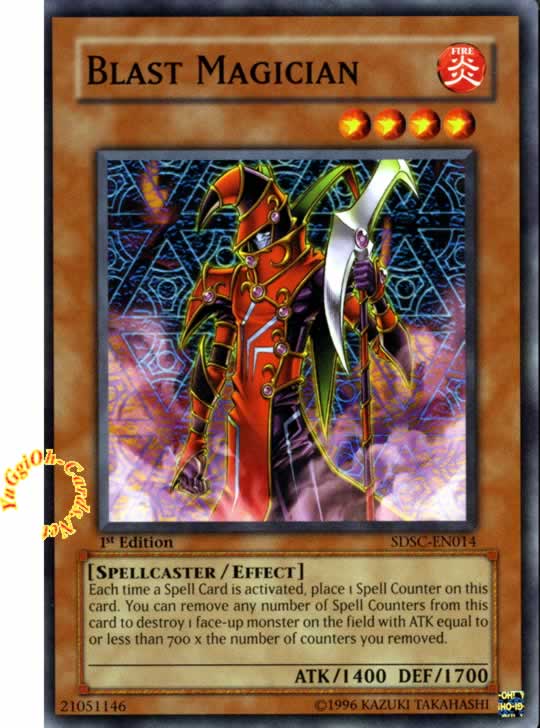 BLAST MAGICIAN
FIRE
炎
1st Edition
SDSC-EN014
[SPELLCASTER / EFFECT]
Each time a Spell Card is activated, place 1 Spell Counter on this
card. You can remove any number of Spell Counters from this
card to destroy 1 face-up monster on the field with ATK equal to
or less than 700 x the number of counters you removed.
ATK/1400 DEF/1700
21051146
©1996 KAZUKI TAKAHASHI
YuGgiOh-Cards.Net